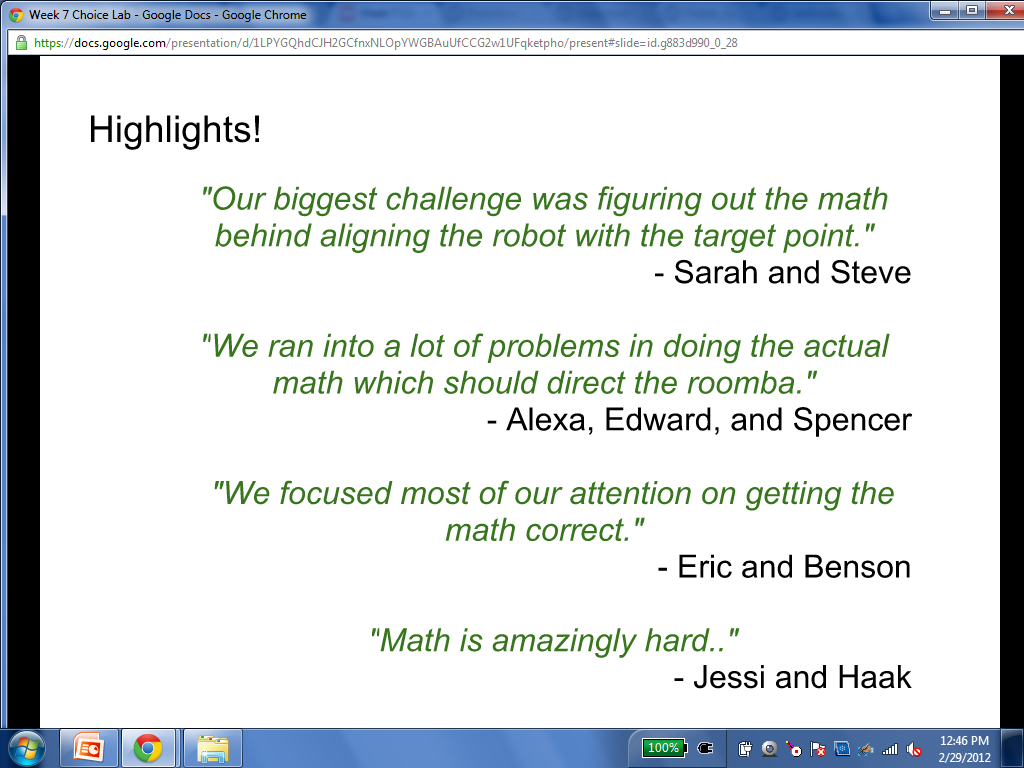 Week 7 Choice Lab - Google Docs - Google Chrome
https://docs.google.com/presentation/d/1LPYGQhdCJH2GCfnxNLOpYWGBAuUfCCG2w1UFqketpho/present#slide=id.g883d990_0_28
Highlights!
"Our biggest challenge was figuring out the math
behind aligning the robot with the target point."
- Sarah and Steve
"We ran into a lot of problems in doing the actual
math which should direct the roomba."
- Alexa, Edward, and Spencer
"We focused most of our attention on getting the
math correct."
- Eric and Benson
"Math is amazingly hard.."
- Jessi and Haak
100%
12:46 PM
2/29/2012